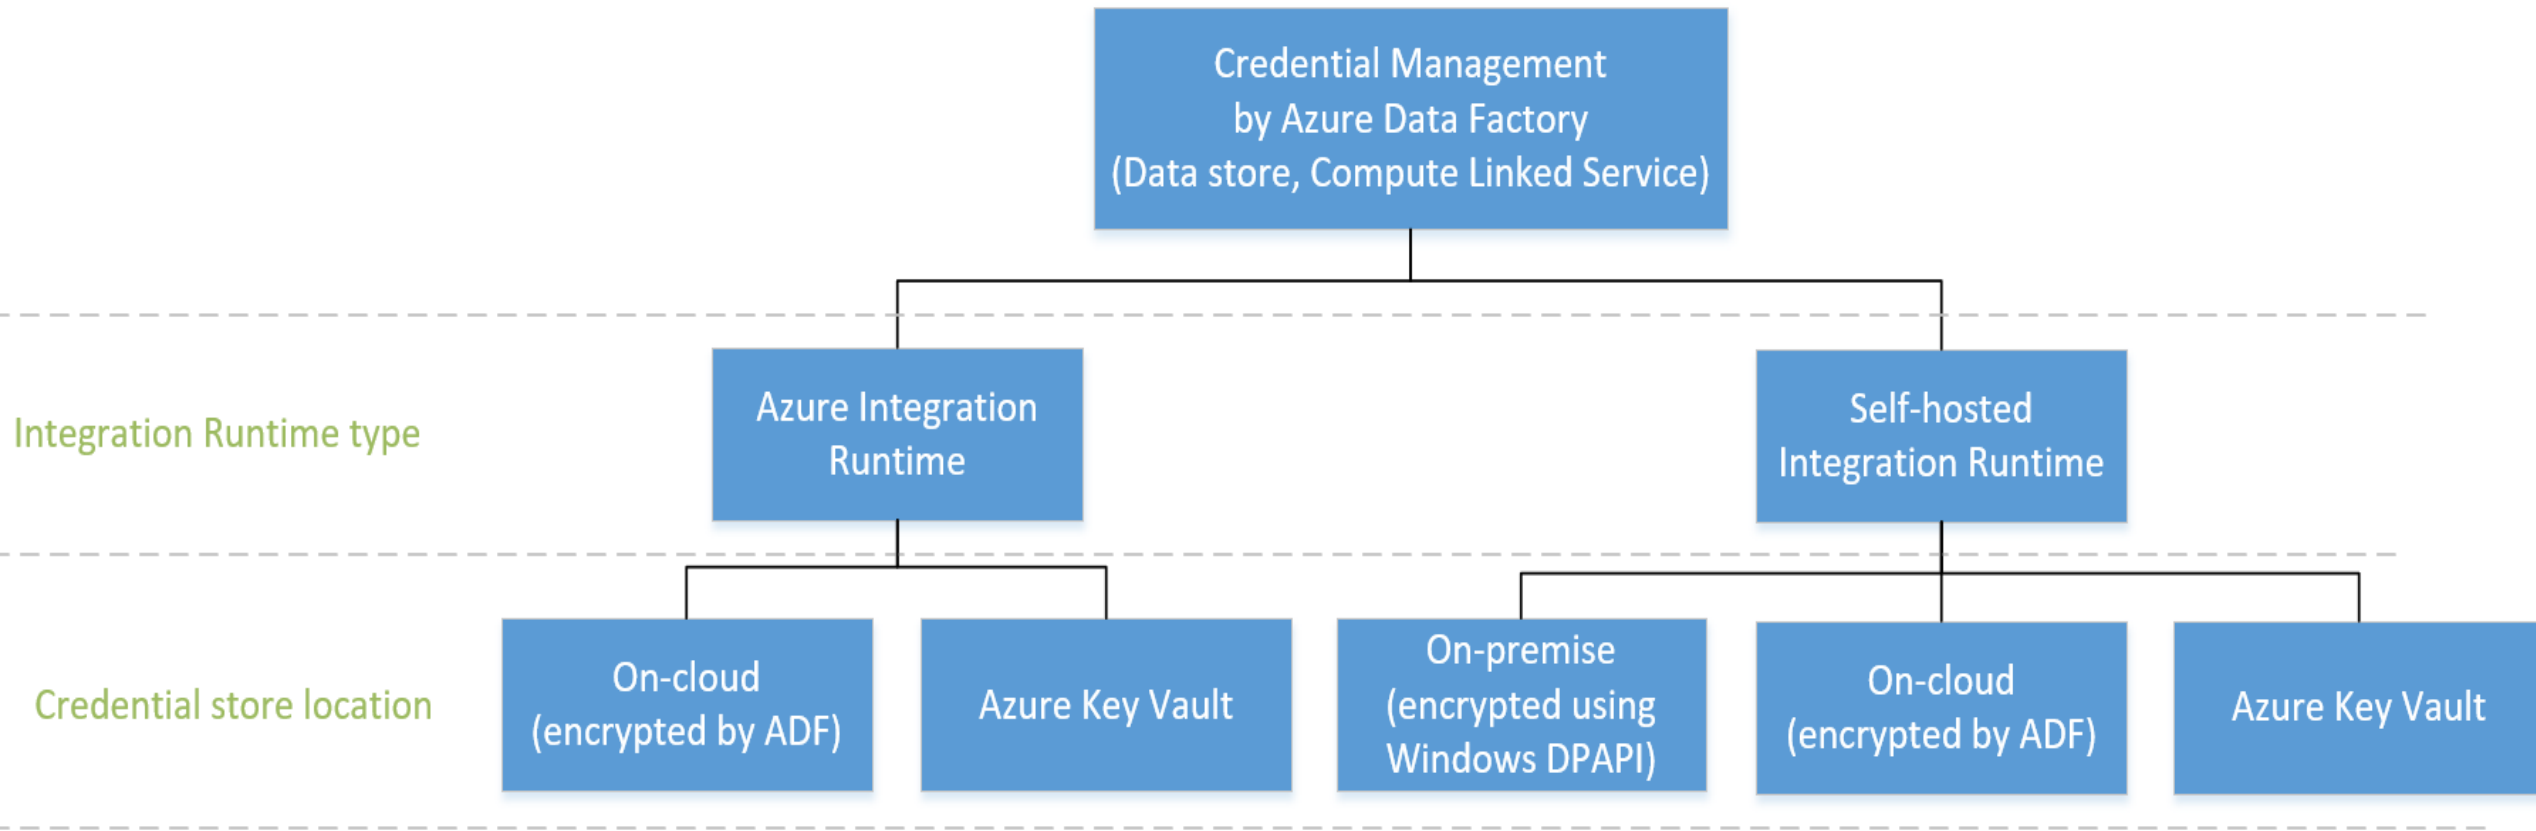 Credential Management
by Azure Data Factory
(Data store, Compute Linked Service)
Integration Runtime type
Azure Integration
Runtime
Self-hosted
Integration Runtime
Credential store location
On-cloud
(encrypted by ADF)
Azure Key Vault
On-premise
(encrypted using
Windows DPAPI)
On-cloud
(encrypted by ADF)
Azure Key Vault